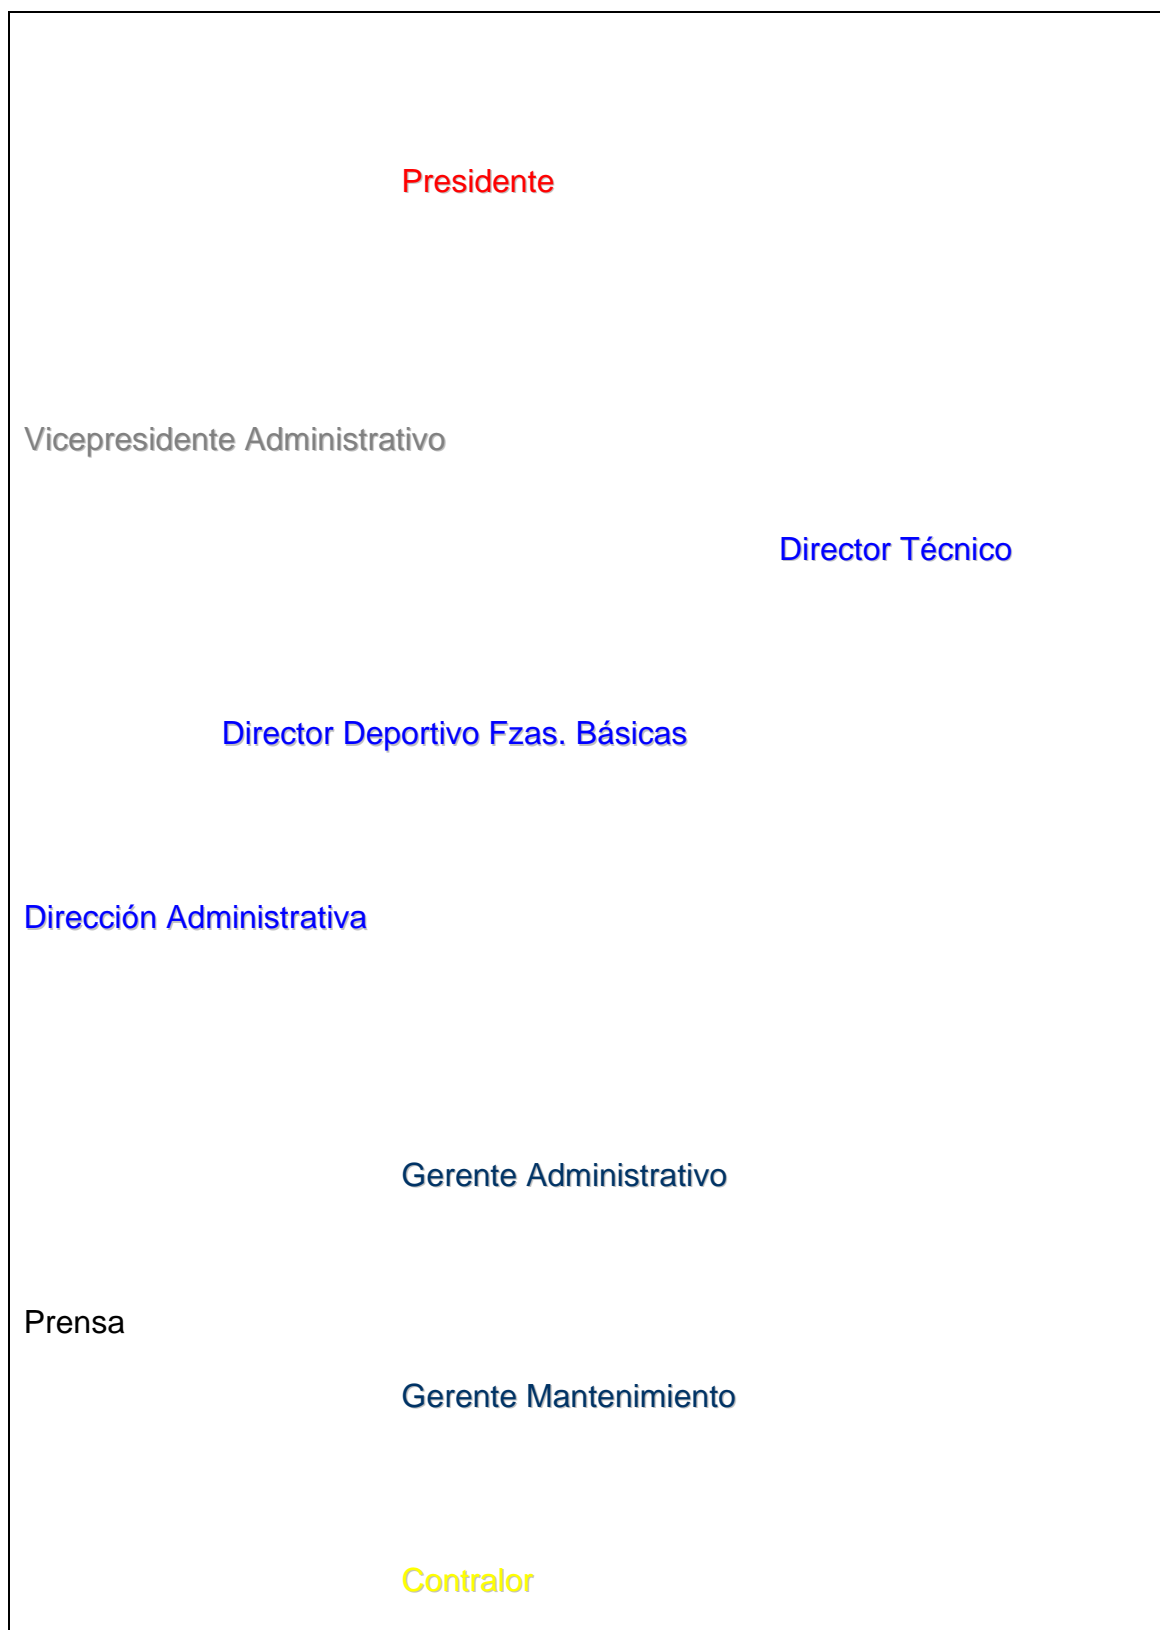 Presidente
Vicepresidente Administrativo
Director Técnico
Director Deportivo Fzas. Básicas
Dirección Administrativa
Gerente Administrativo
Prensa
Gerente Mantenimiento
Contralor